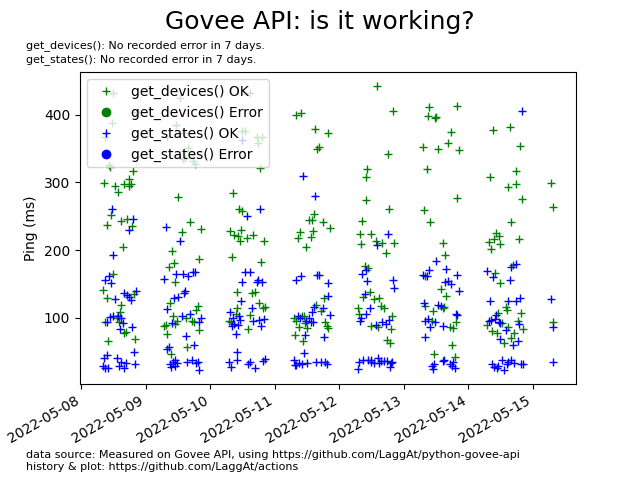 Govee API: is it working?
get_devices(): No recorded error in 7 days.
get_states(): No recorded error in 7 days.
get_devices() OK
get_devices() Error
get_states() OK
get_states() Error
Ping (ms)
400
300
200
100
2022-05-08
2022-05-09
2022-05-10
2022-05-11
2022-05-12
2022-05-13
2022-05-14
2022-05-15
data source: Measured on Govee API, using https://github.com/LaggAt/python-govee-api
history & plot: https://github.com/LaggAt/actions